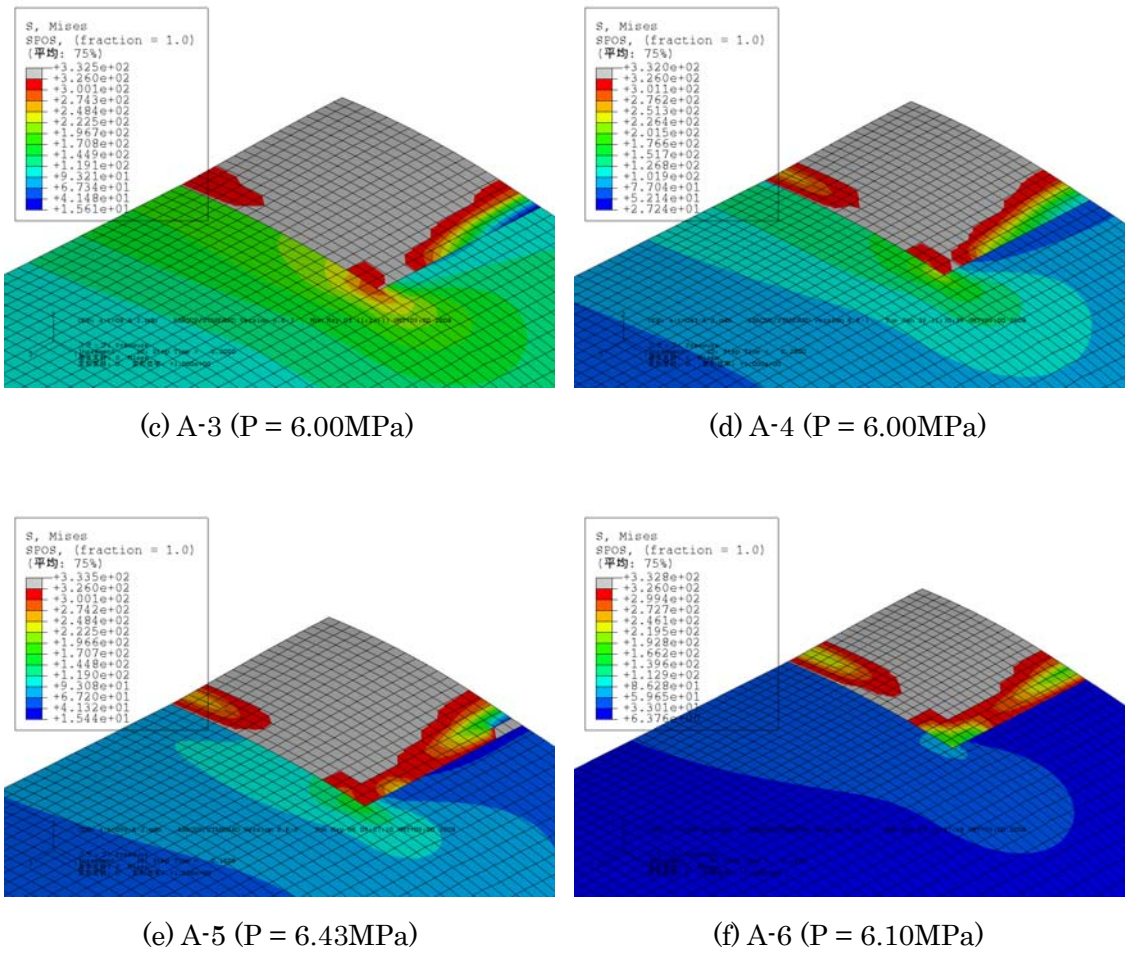 S, Mises
SPOS, (fraction = 1.0)
(平均: 75%)
+3.325e+02
+3.260e+02
+3.001e+02
+2.743e+02
+2.484e+02
+2.225e+02
+1.967e+02
+1.708e+02
+1.449e+02
+1.191e+02
+9.321e+01
+6.734e+01
+4.148e+01
+1.561e+01
(c) A-3 (P = 6.00MPa)
S, Mises
SPOS, (fraction = 1.0)
(平均: 75%)
+3.320e+02
+3.260e+02
+3.011e+02
+2.762e+02
+2.513e+02
+2.264e+02
+2.015e+02
+1.766e+02
+1.517e+02
+1.268e+02
+1.019e+02
+7.704e+01
+5.214e+01
+2.724e+01
(d) A-4 (P = 6.00MPa)
S, Mises
SPOS, (fraction = 1.0)
(平均: 75%)
+3.335e+02
+3.260e+02
+3.001e+02
+2.742e+02
+2.484e+02
+2.225e+02
+1.966e+02
+1.707e+02
+1.448e+02
+1.190e+02
+9.308e+01
+6.720e+01
+4.132e+01
+1.544e+01
(e) A-5 (P = 6.43MPa)
S, Mises
SPOS, (fraction = 1.0)
(平均: 75%)
+3.328e+02
+3.260e+02
+2.994e+02
+2.727e+02
+2.461e+02
+2.195e+02
+1.928e+02
+1.662e+02
+1.396e+02
+1.129e+02
+8.628e+01
+5.965e+01
+3.301e+01
(f) A-6 (P = 6.10MPa)